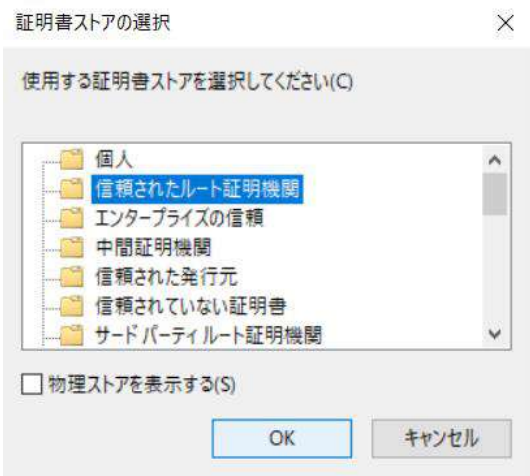 証明書ストアの選択
使用する証明書ストアを選択してください(C)
個人
信頼されたルート証明機関
エンタープライズの信頼
中間証明機関
信頼された発行元
信頼されていない証明書
サード パーティ ルート証明機関
物理ストアを表示する(S)
OK
キャンセル